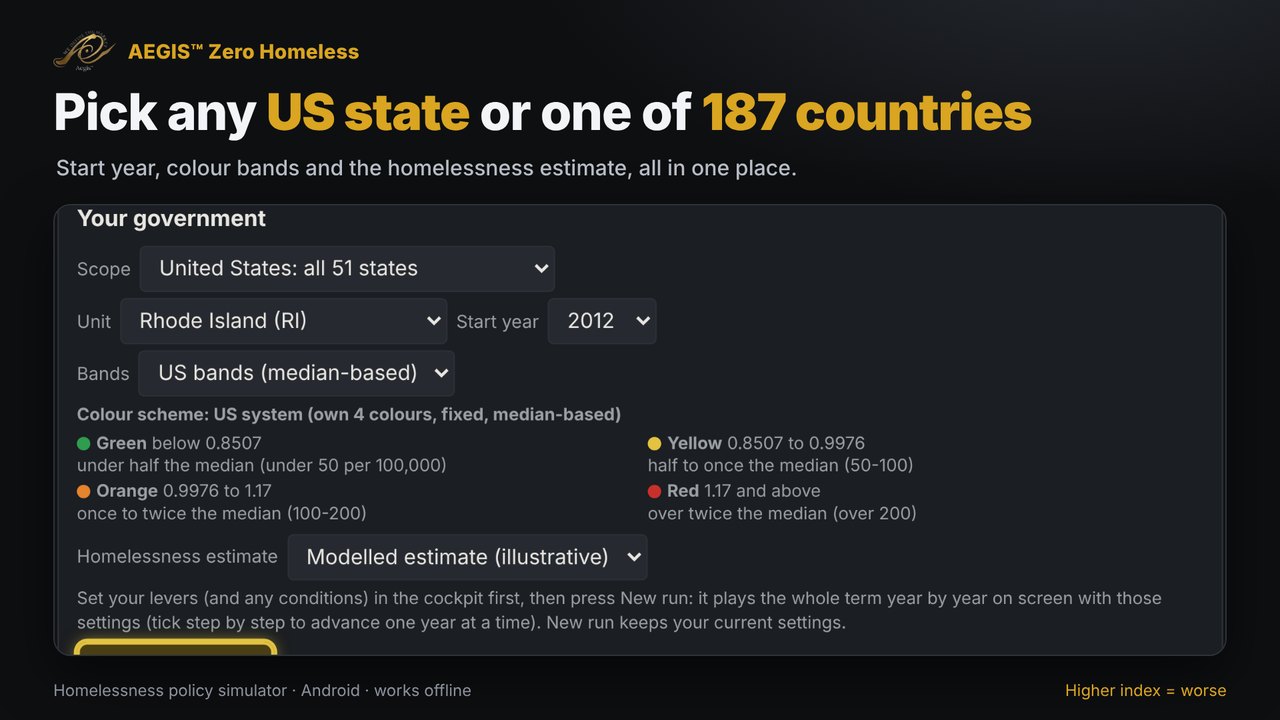 Aegis™
AEGIS™ Zero Homeless
Pick any US state or one of 187 countries
Start year, colour bands and the homelessness estimate, all in one place.
Your government
Scope United States: all 51 states
Unit Rhode Island (RI) Start year 2012
Bands US bands (median-based)
Colour scheme: US system (own 4 colours, fixed, median-based)
Green below 0.8507
under half the median (under 50 per 100,000)
Yellow 0.8507 to 0.9976
half to once the median (50-100)
Orange 0.9976 to 1.17
once to twice the median (100-200)
Red 1.17 and above
over twice the median (over 200)
Homelessness estimate Modelled estimate (illustrative)
Set your levers (and any conditions) in the cockpit first, then press New run: it plays the whole term year by year on screen with those
settings (tick step by step to advance one year at a time). New run keeps your current settings.
Homelessness policy simulator · Android · works offline
Higher index = worse